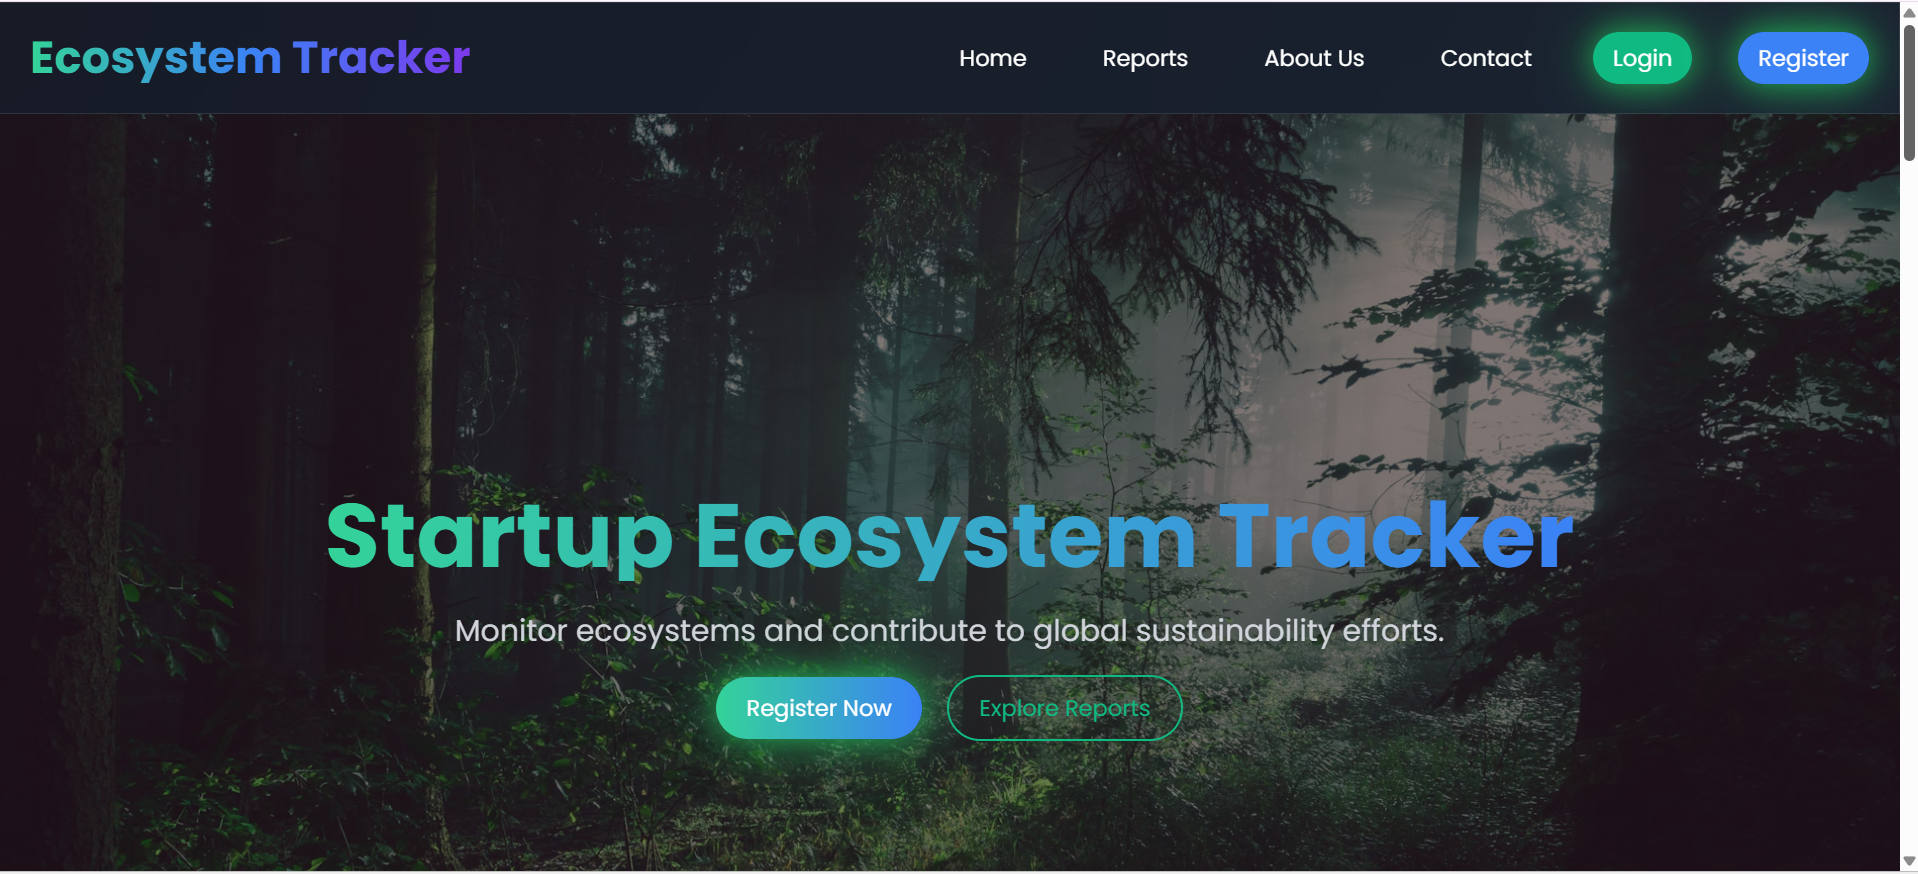 Ecosystem Tracker
Home Reports About Us Contact Login Register
Startup Ecosystem Tracker
Monitor ecosystems and contribute to global sustainability efforts.
Register Now Explore Reports